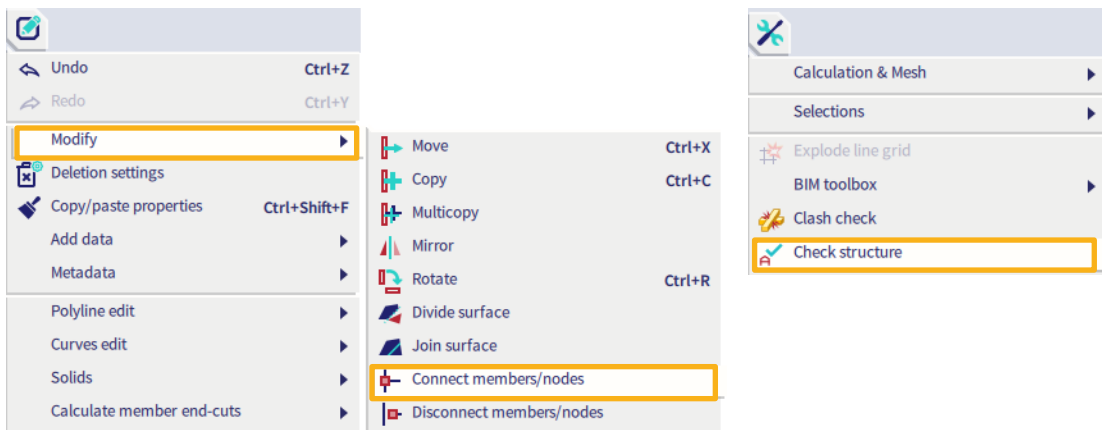 Undo Ctrl+Z
Redo Ctrl+Y
Modify
Deletion settings
Copy/paste properties Ctrl+Shift+F
Add data
Metadata
Polyline edit
Curves edit
Solids
Calculate member end-cuts
Move Ctrl+X
Copy Ctrl+C
Multicopy
Mirror
Rotate Ctrl+R
Divide surface
Join surface
Connect members/nodes
Disconnect members/nodes
Calculation & Mesh
Selections
Explode line grid
BIM toolbox
Clash check
Check structure